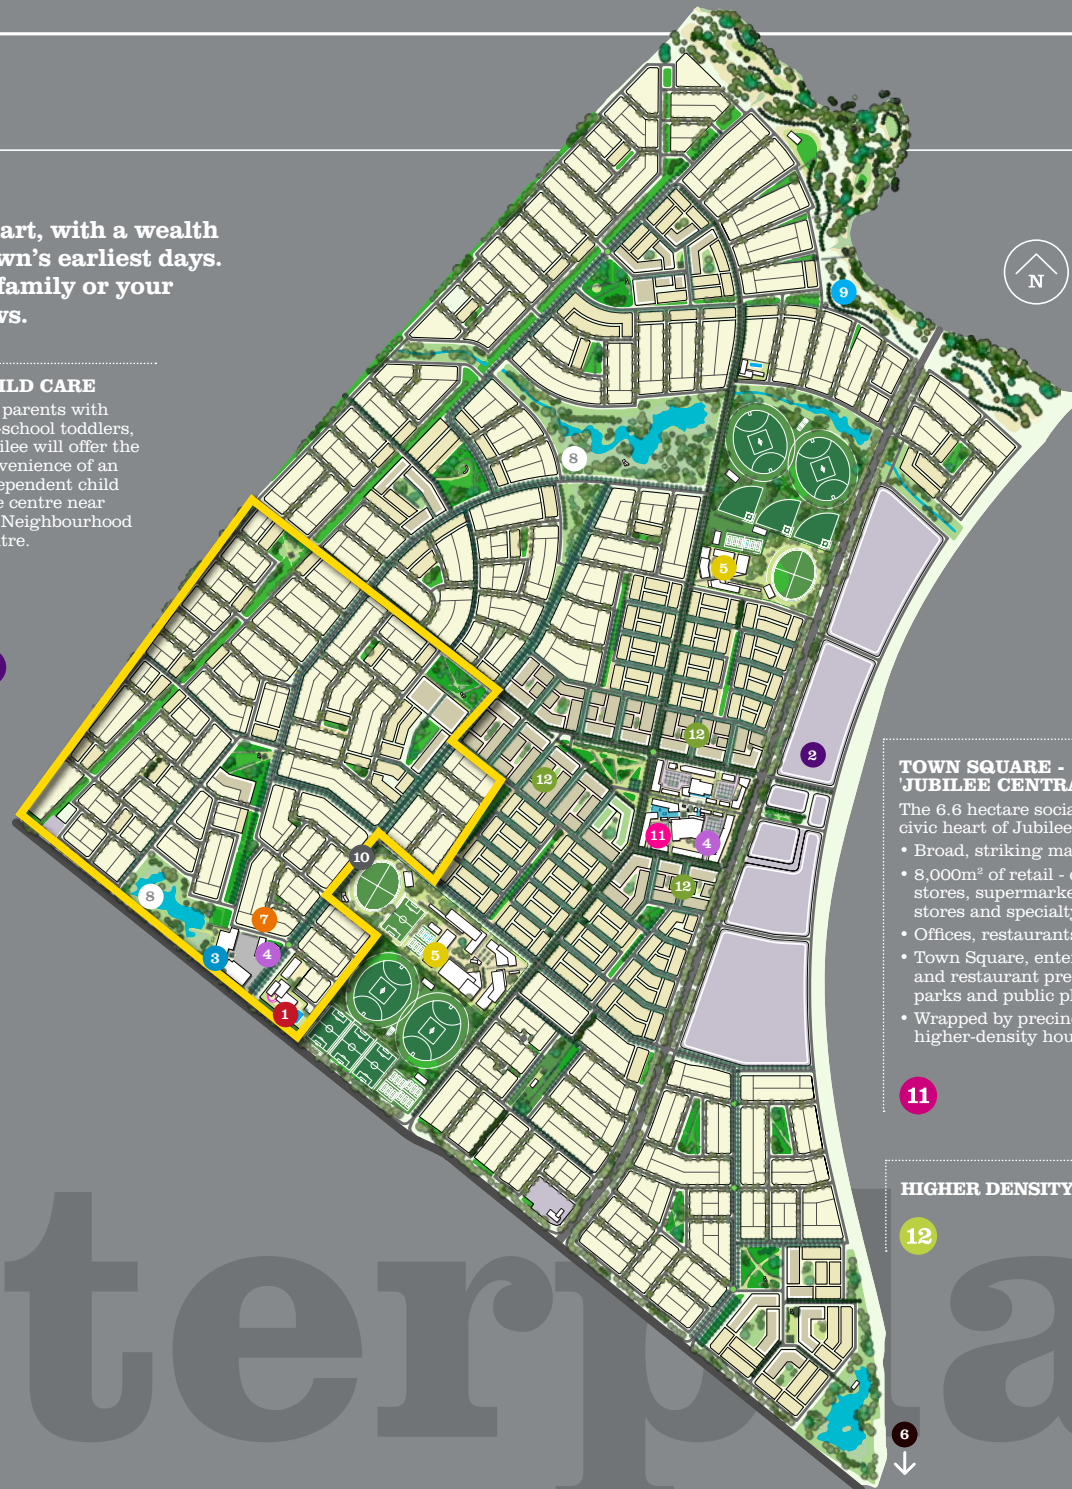 art, with a wealth
wn's earliest days.
family or your
ws.
ILD CARE
parents with
-school toddlers,
ilee will offer the
venience of an
ependent child
e centre near
Neighbourhood
tre.
N
9
8
5
12
2
12
11
4
12
10
8
7
3
4
5
1
TOWN SQUARE -
'JUBILEE CENTRA
The 6.6 hectare socia
civic heart of Jubilee
• Broad, striking ma
• 8,000m² of retail -
stores, supermarke
stores and specialty
• Offices, restaurants
• Town Square, enter
and restaurant pre
parks and public pl
• Wrapped by precin
higher-density hou
11
HIGHER DENSITY
12
6
terpla